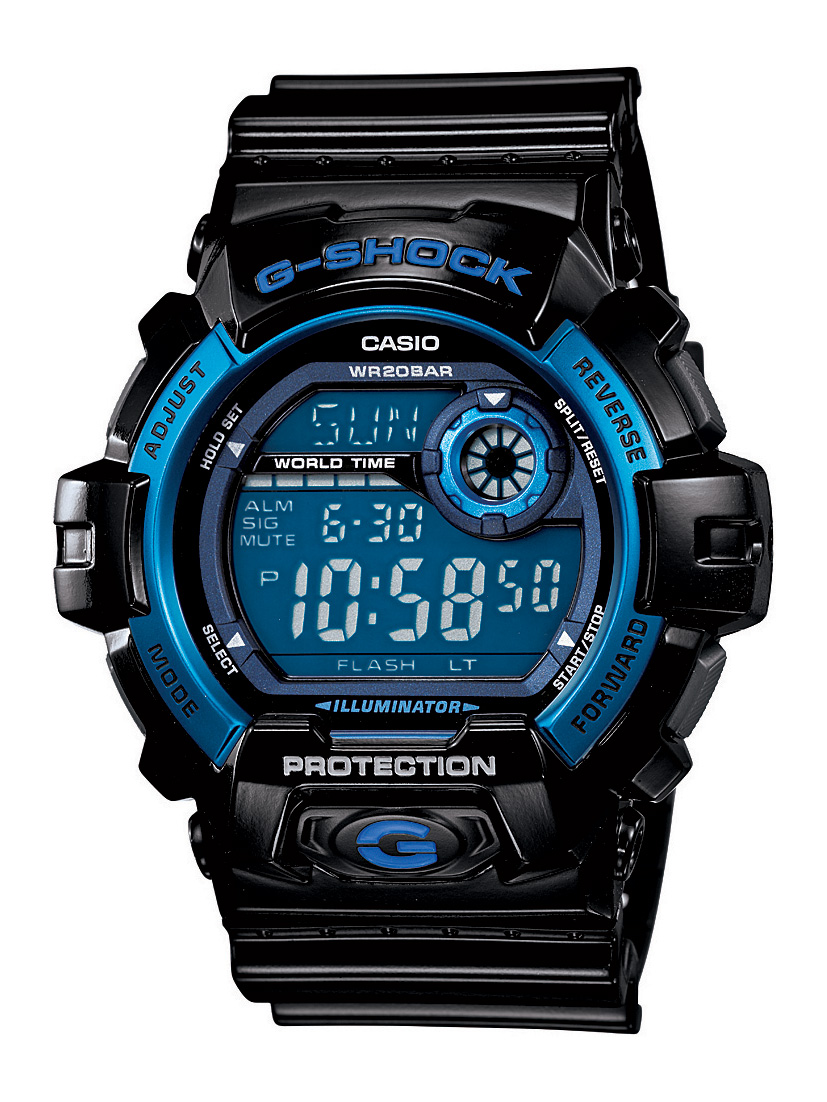 G-SHOCK
CASIO
WR20BAR
ADJUST
REVERSE
HOLD SET
SPLIT/RESET
SUN
WORLD TIME
ALM
SIG
MUTE
6-30
P 10:58 50
SELECT
START/STOP
MODE
FORWARD
FLASH LT
ILLUMINATOR
PROTECTION
G